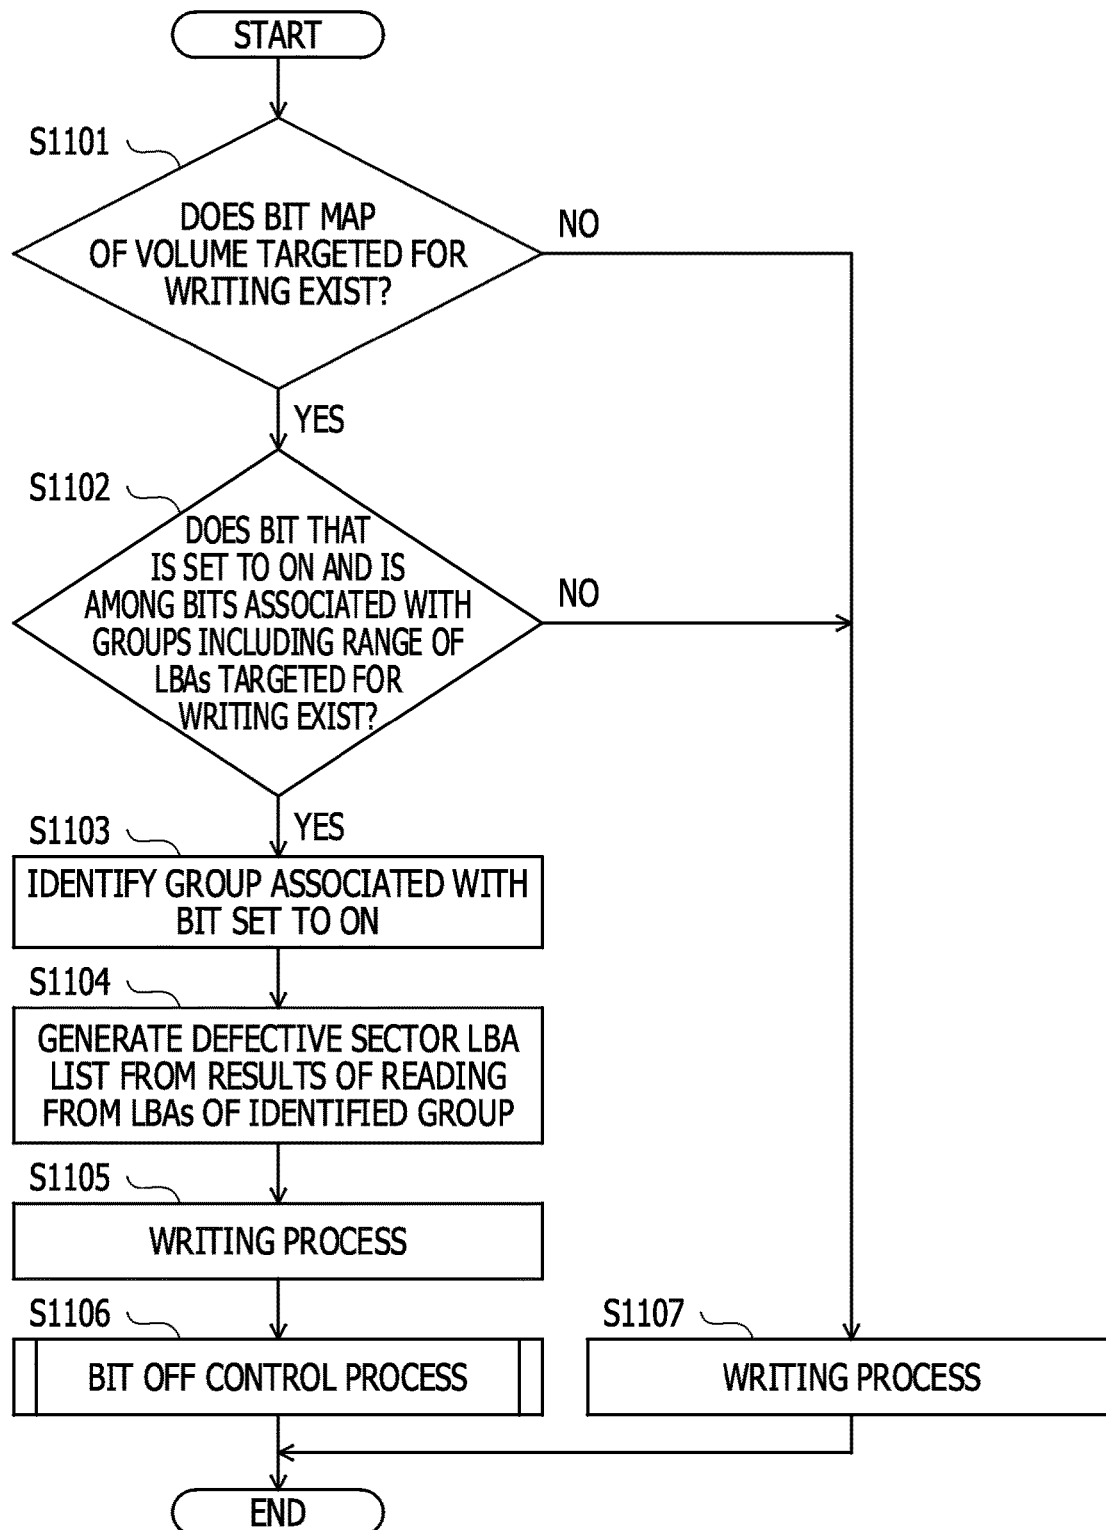 START
S1101
DOES BIT MAP
OF VOLUME TARGETED FOR
WRITING EXIST?
NO
YES
S1102
DOES BIT THAT
IS SET TO ON AND IS
AMONG BITS ASSOCIATED WITH
GROUPS INCLUDING RANGE OF
LBAs TARGETED FOR
WRITING EXIST?
NO
YES
S1103
IDENTIFY GROUP ASSOCIATED WITH
BIT SET TO ON
S1104
GENERATE DEFECTIVE SECTOR LBA
LIST FROM RESULTS OF READING
FROM LBAs OF IDENTIFIED GROUP
S1105
WRITING PROCESS
S1106
BIT OFF CONTROL PROCESS
S1107
WRITING PROCESS
END